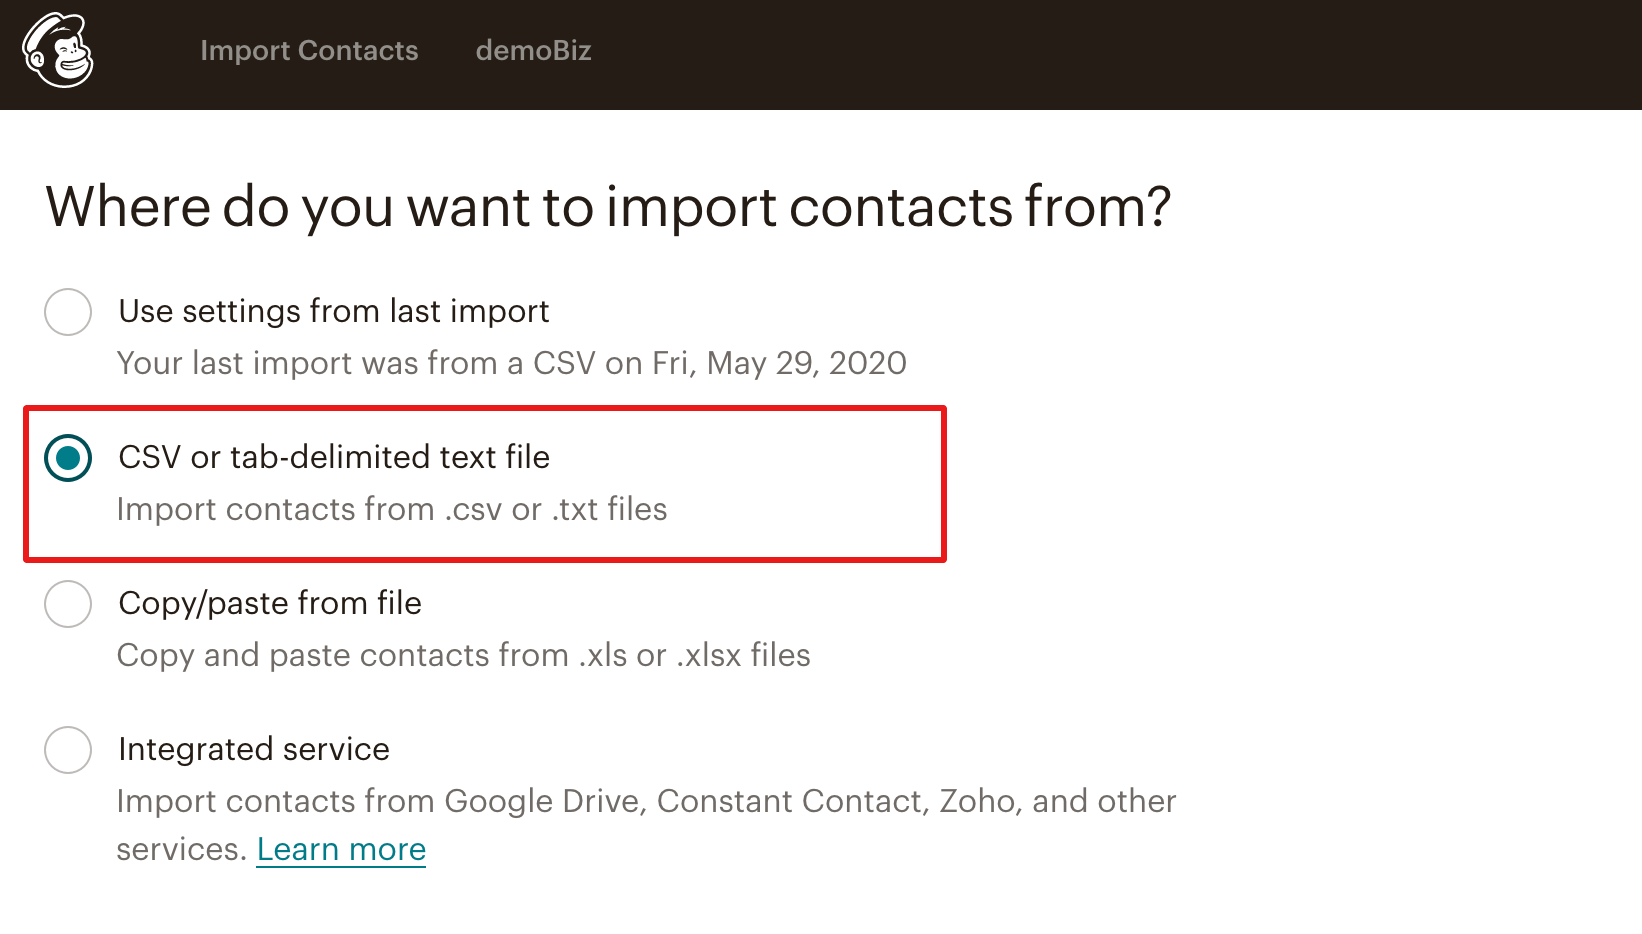 Import Contacts demoBiz
Where do you want to import contacts from?
Use settings from last import
Your last import was from a CSV on Fri, May 29, 2020
CSV or tab-delimited text file
Import contacts from .csv or .txt files
Copy/paste from file
Copy and paste contacts from .xls or .xlsx files
Integrated service
Import contacts from Google Drive, Constant Contact, Zoho, and other
services. Learn more